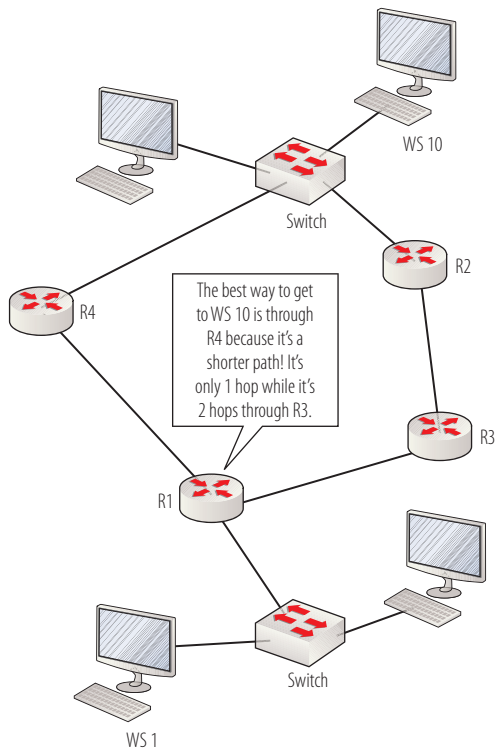 WS 10
Switch
R2
R4
The best way to get
to WS 10 is through
R4 because it's a
shorter path! It's
only 1 hop while it's
2 hops through R3.
R3
R1
Switch
WS 1